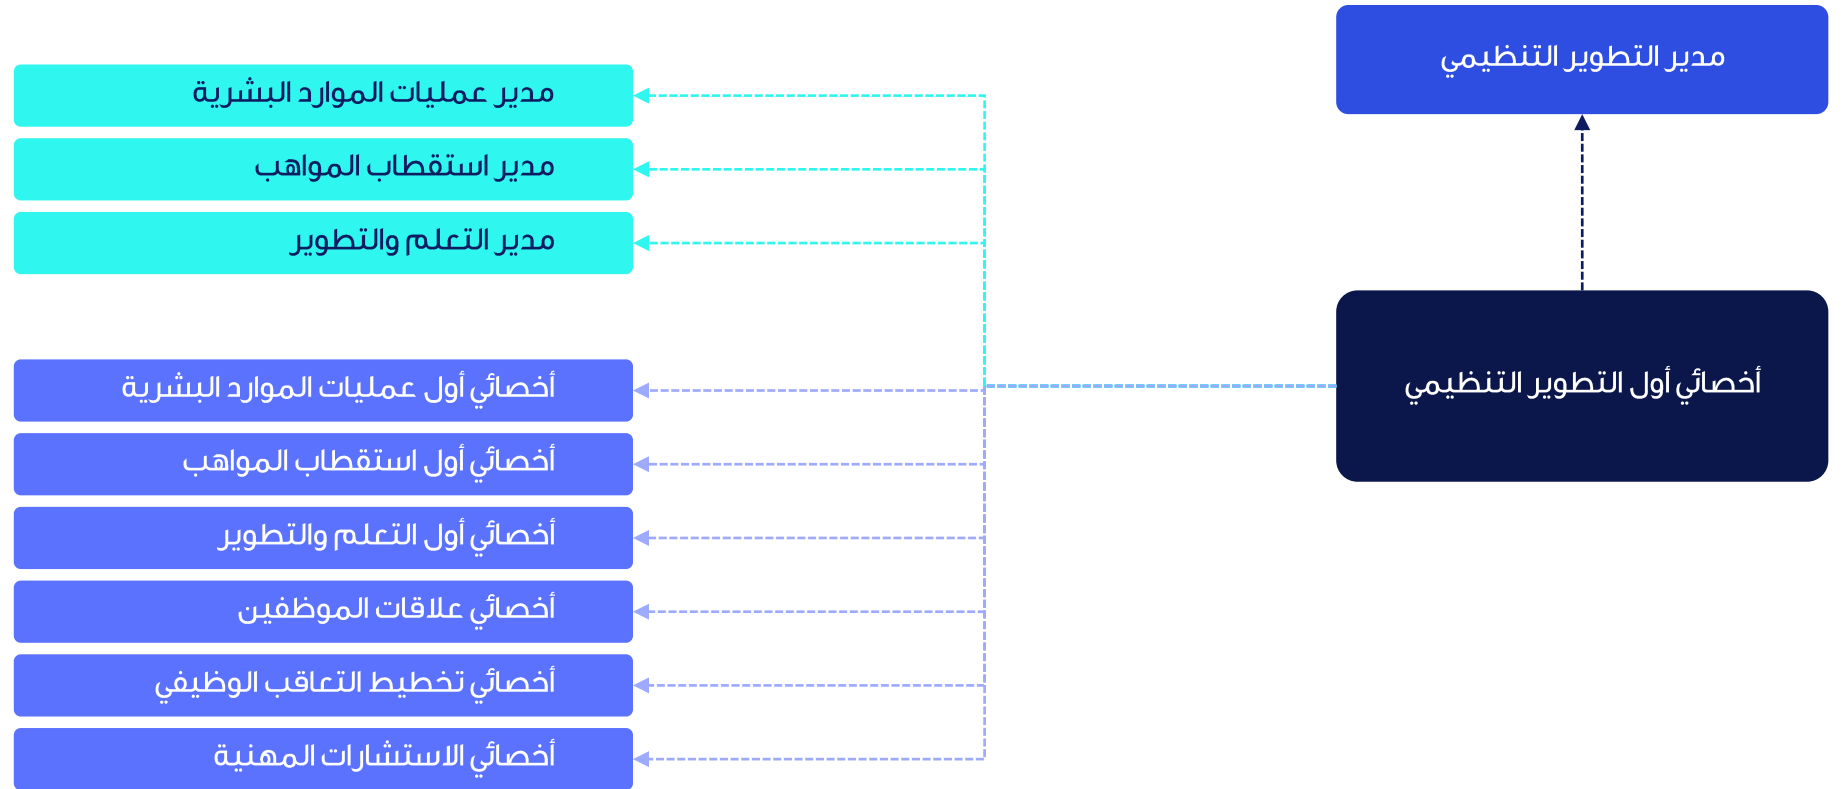 مدير التطوير التنظيمي
أخصائي أول التطوير التنظيمي
مدير عمليات الموارد البشرية
مدير استقطاب المواهب
مدير التعلم والتطوير
أخصائي أول عمليات الموارد البشرية
أخصائي أول استقطاب المواهب
أخصائي أول التعلم والتطوير
أخصائي علاقات الموظفين
أخصائي تخطيط التعاقب الوظيفي
أخصائي الاستشارات المهنية